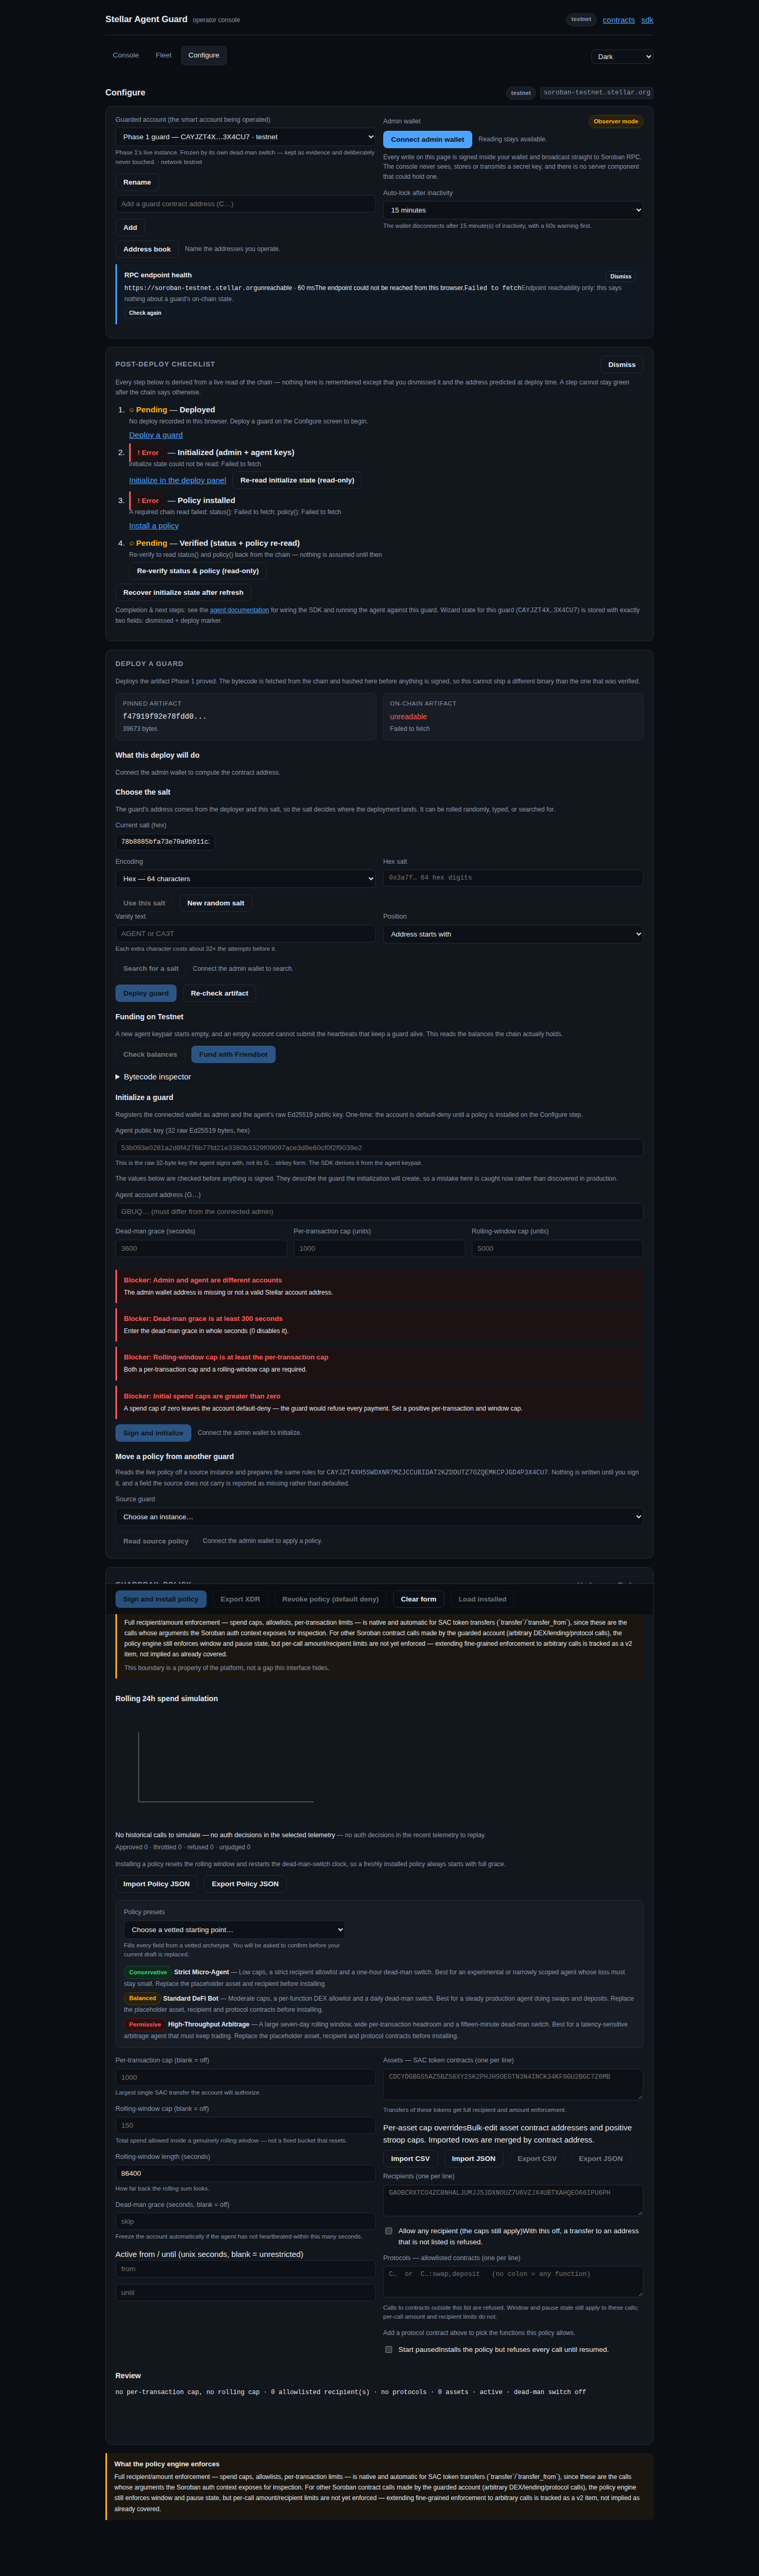 Stellar Agent Guard operator console
testnet contracts sdk
Console Fleet Configure
Dark
Configure
testnet soroban-testnet.stellar.org
Guarded account (the smart account being operated)
Phase 1 guard — CAYJZT4X…3X4CU7 · testnet
Phase 1's live instance. Frozen by its own dead-man switch — kept as evidence and deliberately
never touched. · network testnet
Rename
Add a guard contract address (C…)
Add
Address book Name the addresses you operate.
Admin wallet Observer mode
Connect admin wallet Reading stays available.
Every write on this page is signed inside your wallet and broadcast straight to Soroban RPC.
The console never sees, stores or transmits a secret key, and there is no server component
that could hold one.
Auto-lock after inactivity
15 minutes
The wallet disconnects after 15 minute(s) of inactivity, with a 60s warning first.
RPC endpoint health Dismiss
https://soroban-testnet.stellar.orgunreachable · 60 msThe endpoint could not be reached from this browser.Failed to fetchEndpoint reachability only: this says
nothing about a guard's on-chain state.
Check again
POST-DEPLOY CHECKLIST Dismiss
Every step below is derived from a live read of the chain — nothing here is remembered except that you dismissed it and the address predicted at deploy time. A step cannot stay green
after the chain says otherwise.
1. ○ Pending — Deployed
No deploy recorded in this browser. Deploy a guard on the Configure screen to begin.
Deploy a guard
2. ! Error — Initialized (admin + agent keys)
Initialize state could not be read: Failed to fetch
Initialize in the deploy panel Re-read initialize state (read-only)
3. ! Error — Policy installed
A required chain read failed: status(): Failed to fetch; policy(): Failed to fetch
Install a policy
4. ○ Pending — Verified (status + policy re-read)
Re-verify to read status() and policy() back from the chain — nothing is assumed until then
Re-verify status & policy (read-only)
Recover initialize state after refresh
Completion & next steps: see the agent documentation for wiring the SDK and running the agent against this guard. Wizard state for this guard (CAYJZT4X…3X4CU7) is stored with exactly
two fields: dismissed + deploy marker.
DEPLOY A GUARD
Deploys the artifact Phase 1 proved. The bytecode is fetched from the chain and hashed here before anything is signed, so this cannot ship a different binary than the one that was verified.
PINNED ARTIFACT
f47919f92e78fdd0...
39673 bytes
ON-CHAIN ARTIFACT
unreadable
Failed to fetch
What this deploy will do
Connect the admin wallet to compute the contract address.
Choose the salt
The guard's address comes from the deployer and this salt, so the salt decides where the deployment lands. It can be rolled randomly, typed, or searched for.
Current salt (hex)
78b8885bfa73e70a9b911c
Encoding Hex salt
Hex — 64 characters 0x3a7f… 64 hex digits
Use this salt New random salt
Vanity text Position
AGENT or CA3T Address starts with
Each extra character costs about 32× the attempts before it.
Search for a salt Connect the admin wallet to search.
Deploy guard Re-check artifact
Funding on Testnet
A new agent keypair starts empty, and an empty account cannot submit the heartbeats that keep a guard alive. This reads the balances the chain actually holds.
Check balances Fund with Friendbot
▶ Bytecode inspector
Initialize a guard
Registers the connected wallet as admin and the agent's raw Ed25519 public key. One-time: the account is default-deny until a policy is installed on the Configure step.
Agent public key (32 raw Ed25519 bytes, hex)
53b093e0281a2d8f4276b77fd21e3380b3329f09097ace3d9e60cf0f2f9039e2
This is the raw 32-byte key the agent signs with, not its G... strkey form. The SDK derives it from the agent keypair.
The values below are checked before anything is signed. They describe the guard the initialization will create, so a mistake here is caught now rather than discovered in production.
Agent account address (G…)
GBUQ… (must differ from the connected admin)
Dead-man grace (seconds) Per-transaction cap (units) Rolling-window cap (units)
3600 1000 5000
Blocker: Admin and agent are different accounts
The admin wallet address is missing or not a valid Stellar account address.
Blocker: Dead-man grace is at least 300 seconds
Enter the dead-man grace in whole seconds (0 disables it).
Blocker: Rolling-window cap is at least the per-transaction cap
Both a per-transaction cap and a rolling-window cap are required.
Blocker: Initial spend caps are greater than zero
A spend cap of zero leaves the account default-deny — the guard would refuse every payment. Set a positive per-transaction and window cap.
Sign and initialize Connect the admin wallet to initialize.
Move a policy from another guard
Reads the live policy off a source instance and prepares the same rules for CAYJZT4XH5SWDXNR7MZJCCUBIDAT2KZDDUTZ7OZQEMKCPJGD4P3X4CU7. Nothing is written until you sign
it, and a field the source does not carry is reported as missing rather than defaulted.
Source guard
Choose an instance…
Read source policy Connect the admin wallet to apply a policy.
Sign and install policy Export XDR Revoke policy (default deny) Clear form Load installed
Full recipient/amount enforcement — spend caps, allowlists, per-transaction limits — is native and automatic for SAC token transfers (`transfer`/`transfer_from`), since these are the
calls whose arguments the Soroban auth context exposes for inspection. For other Soroban contract calls made by the guarded account (arbitrary DEX/lending/protocol calls), the
policy engine still enforces window and pause state, but per-call amount/recipient limits are not yet enforced — extending fine-grained enforcement to arbitrary calls is tracked as a v2
item, not implied as already covered.
This boundary is a property of the platform, not a gap this interface hides.
Rolling 24h spend simulation
No historical calls to simulate — no auth decisions in the selected telemetry — no auth decisions in the recent telemetry to replay.
Approved 0 · throttled 0 · refused 0 · unjudged 0
Installing a policy resets the rolling window and restarts the dead-man-switch clock, so a freshly installed policy always starts with full grace.
Import Policy JSON Export Policy JSON
Policy presets
Choose a vetted starting point…
Fills every field from a vetted archetype. You will be asked to confirm before your
current draft is replaced.
Conservative Strict Micro-Agent — Low caps, a strict recipient allowlist and a one-hour dead-man switch. Best for an experimental or narrowly scoped agent whose loss must
stay small. Replace the placeholder asset and recipient before installing.
Balanced Standard DeFi Bot — Moderate caps, a per-function DEX allowlist and a daily dead-man switch. Best for a steady production agent doing swaps and deposits. Replace
the placeholder asset, recipient and protocol contracts before installing.
Permissive High-Throughput Arbitrage — A large seven-day rolling window, wide per-transaction headroom and a fifteen-minute dead-man switch. Best for a latency-sensitive
arbitrage agent that must keep trading. Replace the placeholder asset, recipient and protocol contracts before installing.
Per-transaction cap (blank = off)
1000
Largest single SAC transfer the account will authorize.
Rolling-window cap (blank = off)
150
Total spend allowed inside a genuinely rolling window — not a fixed bucket that resets.
Rolling-window length (seconds)
86400
How far back the rolling sum looks.
Dead-man grace (seconds, blank = off)
skip
Freeze the account automatically if the agent has not heartbeated within this many seconds.
Active from / until (unix seconds, blank = unrestricted)
from
until
Assets — SAC token contracts (one per line)
CDCYDGBGS5AZ5BZS6XY2SK2PHJHSOEGTN3N4INCK34KF6GU2BGC7Z6MB
Transfers of these tokens get full recipient and amount enforcement.
Per-asset cap overridesBulk-edit asset contract addresses and positive
stroop caps. Imported rows are merged by contract address.
Import CSV Import JSON Export CSV Export JSON
Recipients (one per line)
GAOBCRXTCO4ZCBNHALJUMJJ5JDXNOUZ7U6VZJX4UBTXAHQEO66IPU6PH
Allow any recipient (the caps still apply)With this off, a transfer to an address
that is not listed is refused.
Protocols — allowlisted contracts (one per line)
C… or C…:swap,deposit (no colon = any function)
Calls to contracts outside this list are refused. Window and pause state still apply to these calls;
per-call amount and recipient limits do not.
Add a protocol contract above to pick the functions this policy allows.
Start pausedInstalls the policy but refuses every call until resumed.
Review
no per-transaction cap, no rolling cap · 0 allowlisted recipient(s) · no protocols · 0 assets · active · dead-man switch off
What the policy engine enforces
Full recipient/amount enforcement — spend caps, allowlists, per-transaction limits — is native and automatic for SAC token transfers (`transfer`/`transfer_from`), since these are the calls
whose arguments the Soroban auth context exposes for inspection. For other Soroban contract calls made by the guarded account (arbitrary DEX/lending/protocol calls), the policy engine
still enforces window and pause state, but per-call amount/recipient limits are not yet enforced — extending fine-grained enforcement to arbitrary calls is tracked as a v2 item, not implied as
already covered.